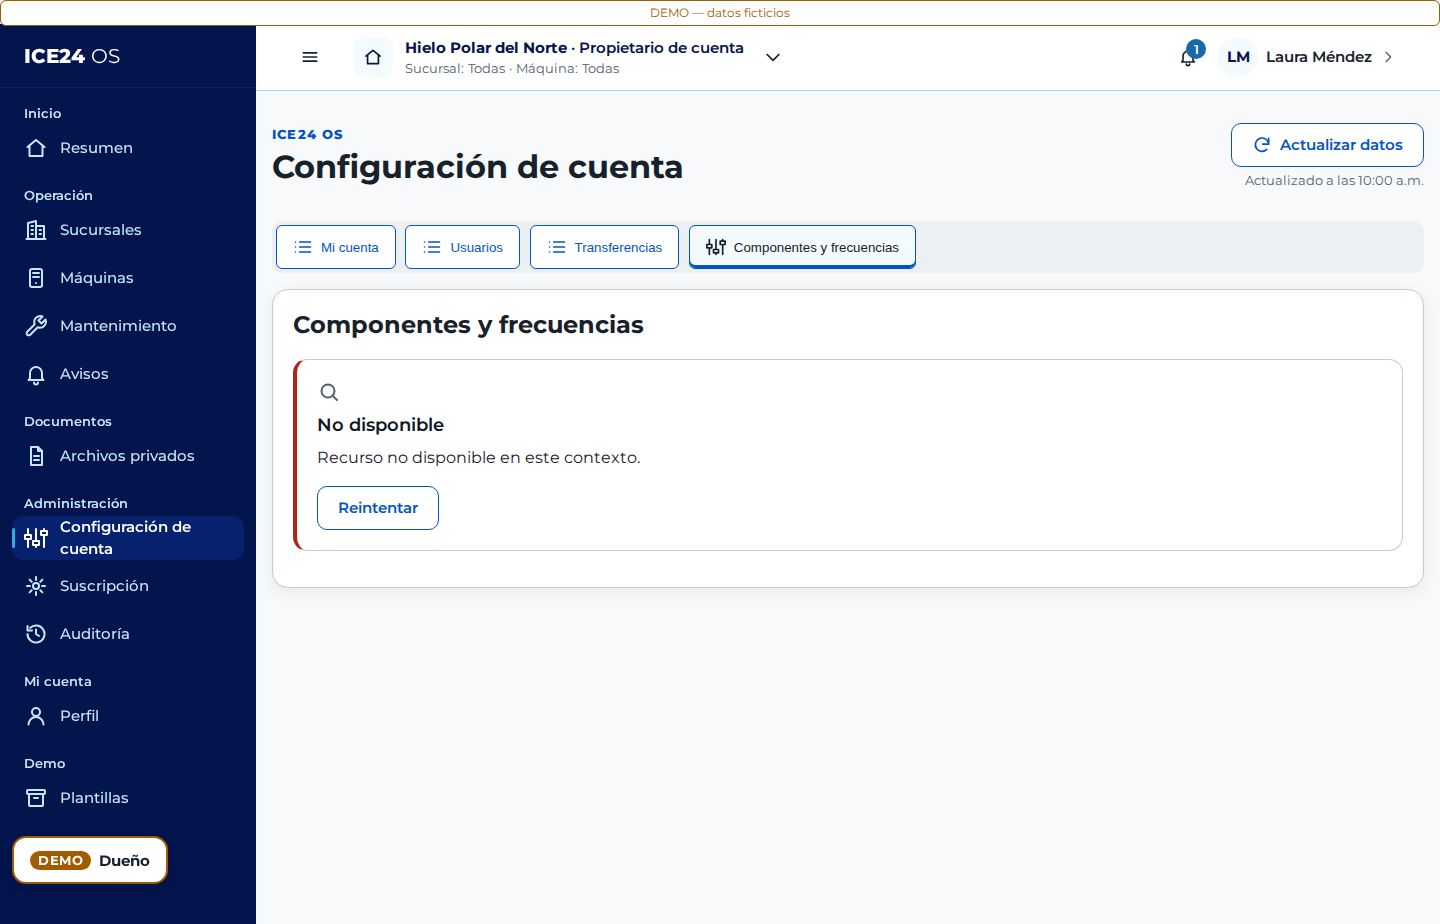 DEMO — datos ficticios
ICE24 OS
Inicio
Resumen
Operación
Sucursales
Máquinas
Mantenimiento
Avisos
Documentos
Archivos privados
Administración
Configuración de
cuenta
Suscripción
Auditoría
Mi cuenta
Perfil
Demo
Plantillas
DEMO Dueño
Hielo Polar del Norte · Propietario de cuenta
Sucursal: Todas · Máquina: Todas
1
LM Laura Méndez
ICE24 OS
Configuración de cuenta
Actualizar datos
Actualizado a las 10:00 a.m.
Mi cuenta
Usuarios
Transferencias
Componentes y frecuencias
Componentes y frecuencias
No disponible
Recurso no disponible en este contexto.
Reintentar